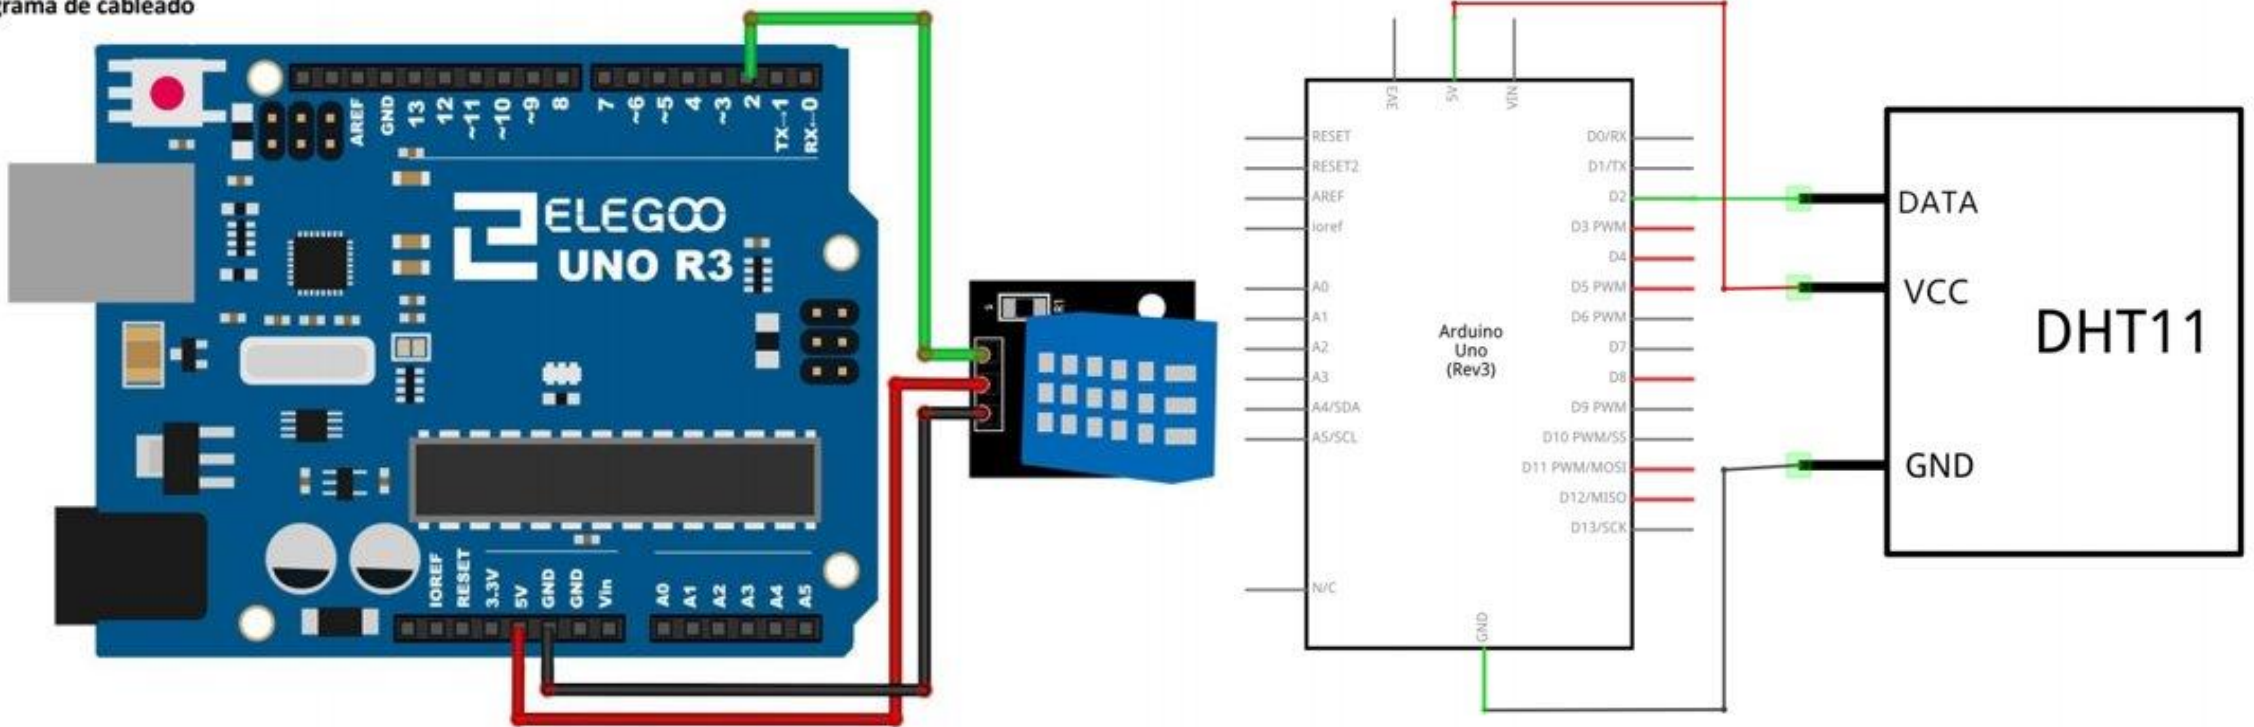 grama de cableado
AREF
GND
13
12
~11
~10
~9
8
7
~6
~5
4
~3
2
TX→1
RX←0
ELEGOO
UNO R3
IOREF
RESET
3.3V
5V
GND
GND
Vin
A0
A1
A2
A3
A4
A5
S
R1
3V3
5V
VIN
RESET
RESET2
AREF
ioref
A0
A1
A2
A3
A4/SDA
A5/SCL
N/C
Arduino
Uno
(Rev3)
D0/RX
D1/TX
D2
D3 PWM
D4
D5 PWM
D6 PWM
D7
D8
D9 PWM
D10 PWM/SS
D11 PWM/MOSI
D12/MISO
D13/SCK
GND
DATA
VCC
DHT11
GND